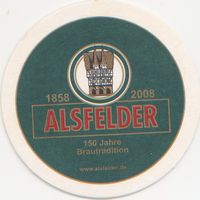 1858 2008
ALSFELDER
150 Jahre
Brautradition
www.alsfelder.de